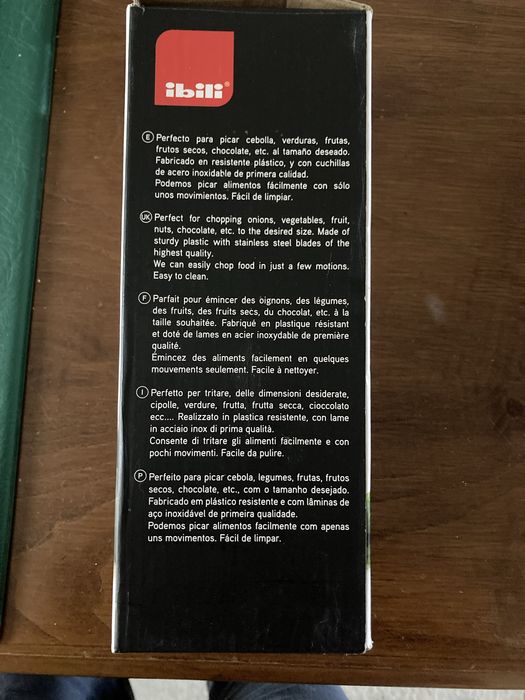 ibili®
E Perfecto para picar cebolla, verduras, frutas,
frutos secos, chocolate, etc. al tamaño deseado.
Fabricado en resistente plástico, y con cuchillas
de acero inoxidable de primera calidad.
Podemos picar alimentos fácilmente con sólo
unos movimientos. Fácil de limpiar.
UK Perfect for chopping onions, vegetables, fruit,
nuts, chocolate, etc. to the desired size. Made of
sturdy plastic with stainless steel blades of the
highest quality.
We can easily chop food in just a few motions.
Easy to clean.
F Parfait pour émincer des oignons, des légumes,
des fruits, des fruits secs, du chocolat, etc. à la
taille souhaitée. Fabriqué en plastique résistant
et doté de lames en acier inoxydable de première
qualité.
Émincez des aliments facilement en quelques
mouvements seulement. Facile à nettoyer.
I Perfetto per tritare, delle dimensioni desiderate,
cipolle, verdure, frutta, frutta secca, cioccolato
ecc.... Realizzato in plastica resistente, con lame
in acciaio inox di prima qualità.
Consente di tritare gli alimenti facilmente e con
pochi movimenti. Facile da pulire.
P Perfeito para picar cebola, legumes, frutas, frutos
secos, chocolate, etc., com o tamanho desejado.
Fabricado em plástico resistente e com lâminas de
aço inoxidável de primeira qualidade.
Podemos picar alimentos facilmente com apenas
uns movimentos. Fácil de limpar.